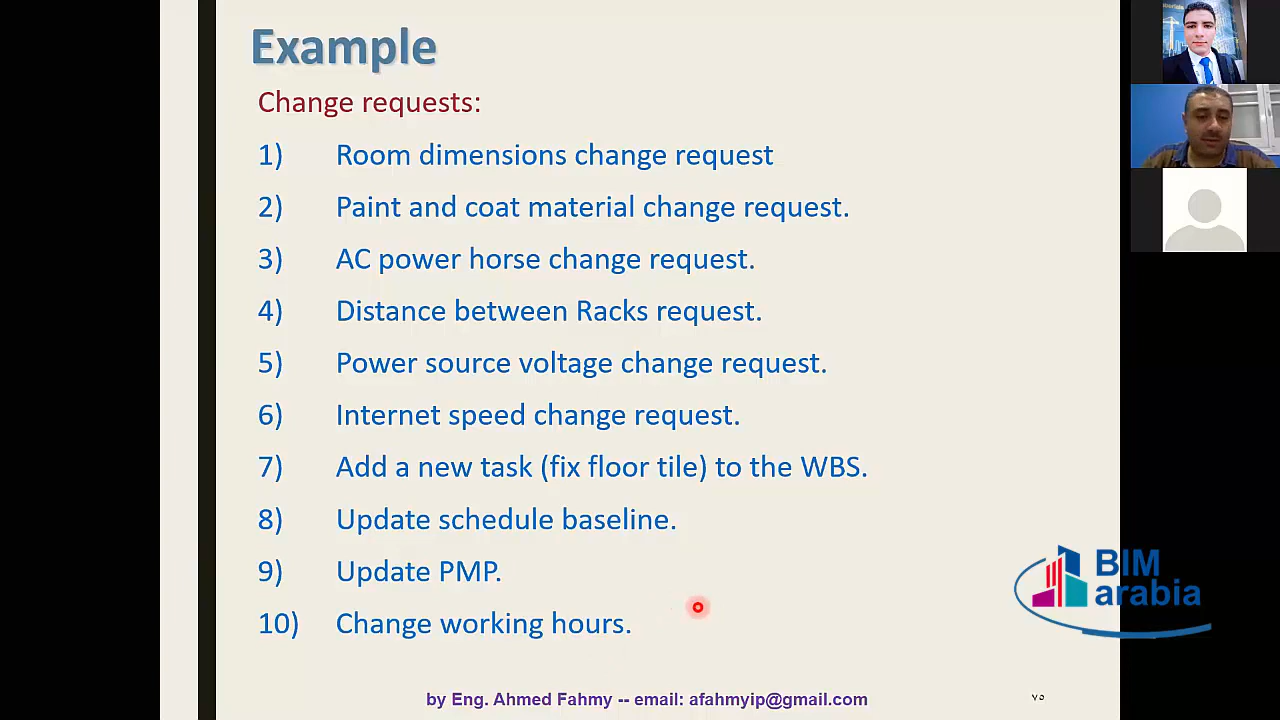 Example
Change requests:
1) Room dimensions change request
2) Paint and coat material change request.
3) AC power horse change request.
4) Distance between Racks request.
5) Power source voltage change request.
6) Internet speed change request.
7) Add a new task (fix floor tile) to the WBS.
8) Update schedule baseline.
9) Update PMP.
10) Change working hours.
BIM
arabia
by Eng. Ahmed Fahmy -- email: afahmyip@gmail.com
٧٥